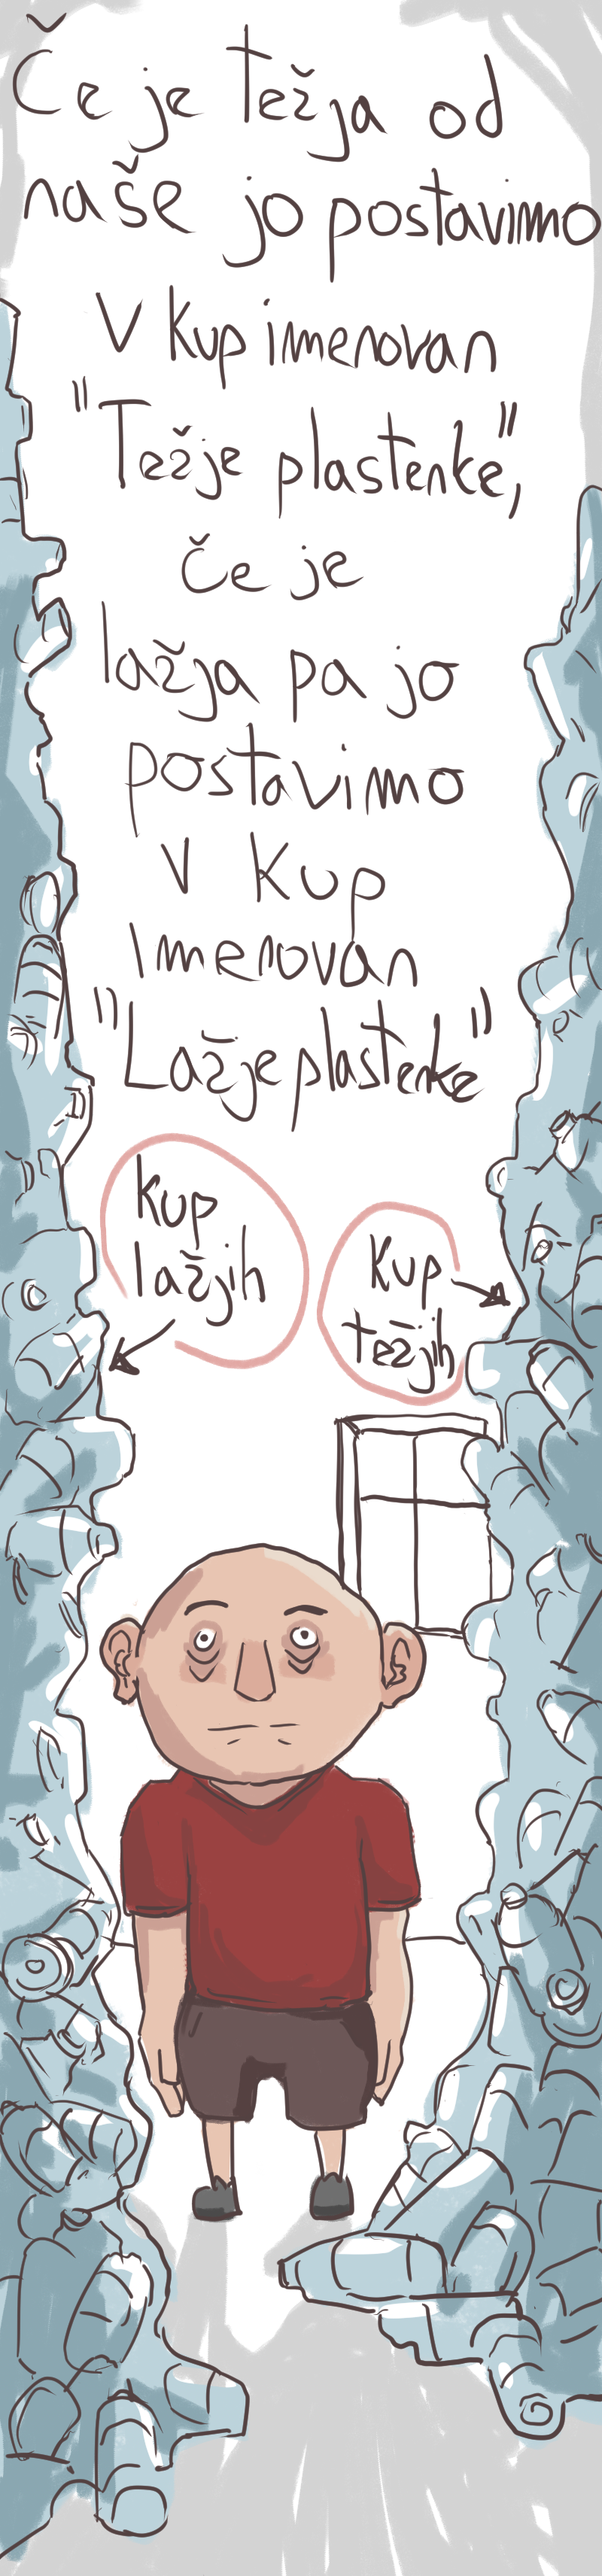 Če je težja od
naše jo postavimo
v kup imenovan
"Težje plastenke",
če je
lažja pa jo
postavimo
v kup
imenovan
"Lažje plastenke"
kup
lažjih
kup
težjih